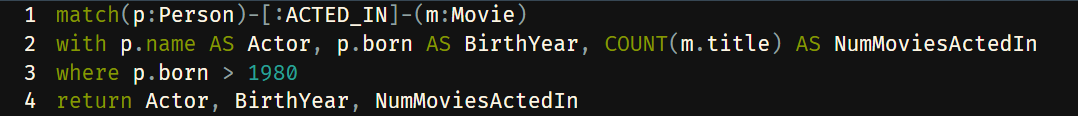 1 match(p:Person)-[:ACTED_IN]-(m:Movie)
2 with p.name AS Actor, p.born AS BirthYear, COUNT(m.title) AS NumMoviesActedIn
3 where p.born > 1980
4 return Actor, BirthYear, NumMoviesActedIn